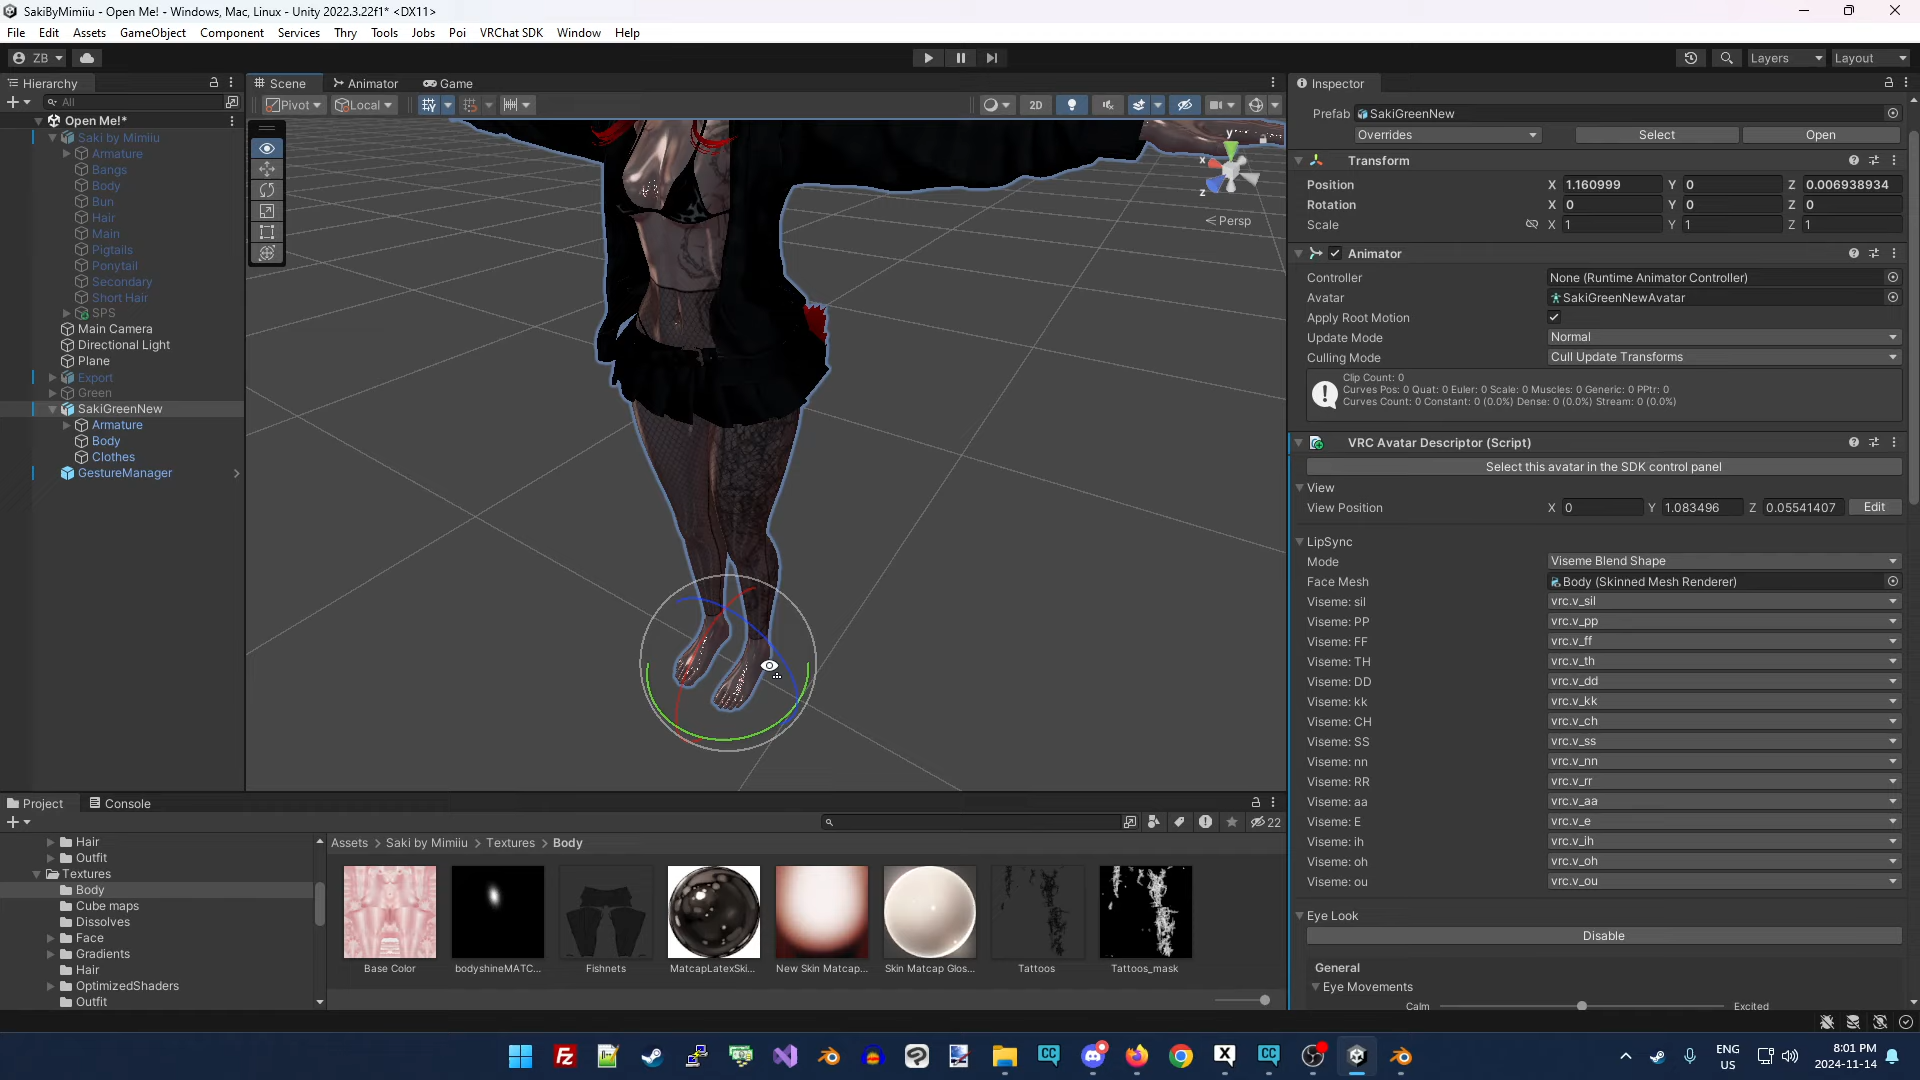 SakiByMimiiu - Open Me! - Windows, Mac, Linux - Unity 2022.3.22f1* <DX11>
File Edit Assets GameObject Component Services Thry Tools Jobs Poi VRChat SDK Window Help
ZB Layers Layout
Hierarchy
All
Open Me!*
Saki by Mimiiu
Armature
Bangs
Body
Bun
Hair
Main
Pigtails
Ponytail
Secondary
Short Hair
SPS
Main Camera
Directional Light
Plane
Export
Green
SakiGreenNew
Armature
Body
Clothes
GestureManager
Scene Animator Game
Pivot Local 2D
y
x
z
< Persp
Inspector
Prefab SakiGreenNew
Overrides Select Open
Transform
Position X 1.160999 Y 0 Z 0.006938934
Rotation X 0 Y 0 Z 0
Scale X 1 Y 1 Z 1
Animator
Controller None (Runtime Animator Controller)
Avatar SakiGreenNewAvatar
Apply Root Motion
Update Mode Normal
Culling Mode Cull Update Transforms
Clip Count: 0
Curves Pos: 0 Quat: 0 Euler: 0 Scale: 0 Muscles: 0 Generic: 0 PPtr: 0
Curves Count: 0 Constant: 0 (0.0%) Dense: 0 (0.0%) Stream: 0 (0.0%)
VRC Avatar Descriptor (Script)
Select this avatar in the SDK control panel
View
View Position X 0 Y 1.083496 Z 0.05541407 Edit
LipSync
Mode Viseme Blend Shape
Face Mesh Body (Skinned Mesh Renderer)
Viseme: sil vrc.v_sil
Viseme: PP vrc.v_pp
Viseme: FF vrc.v_ff
Viseme: TH vrc.v_th
Viseme: DD vrc.v_dd
Viseme: kk vrc.v_kk
Viseme: CH vrc.v_ch
Viseme: SS vrc.v_ss
Viseme: nn vrc.v_nn
Viseme: RR vrc.v_rr
Viseme: aa vrc.v_aa
Viseme: E vrc.v_e
Viseme: ih vrc.v_ih
Viseme: oh vrc.v_oh
Viseme: ou vrc.v_ou
Eye Look
Disable
General
Eye Movements
Calm Excited
Project Console
22
Hair
Outfit
Textures
Body
Cube maps
Dissolves
Face
Gradients
Hair
OptimizedShaders
Outfit
Assets > Saki by Mimiiu > Textures > Body
Base Color bodyshineMATC... Fishnets MatcapLatexSki... New Skin Matcap... Skin Matcap Glos... Tattoos Tattoos_mask
ENG
US
8:01 PM
2024-11-14